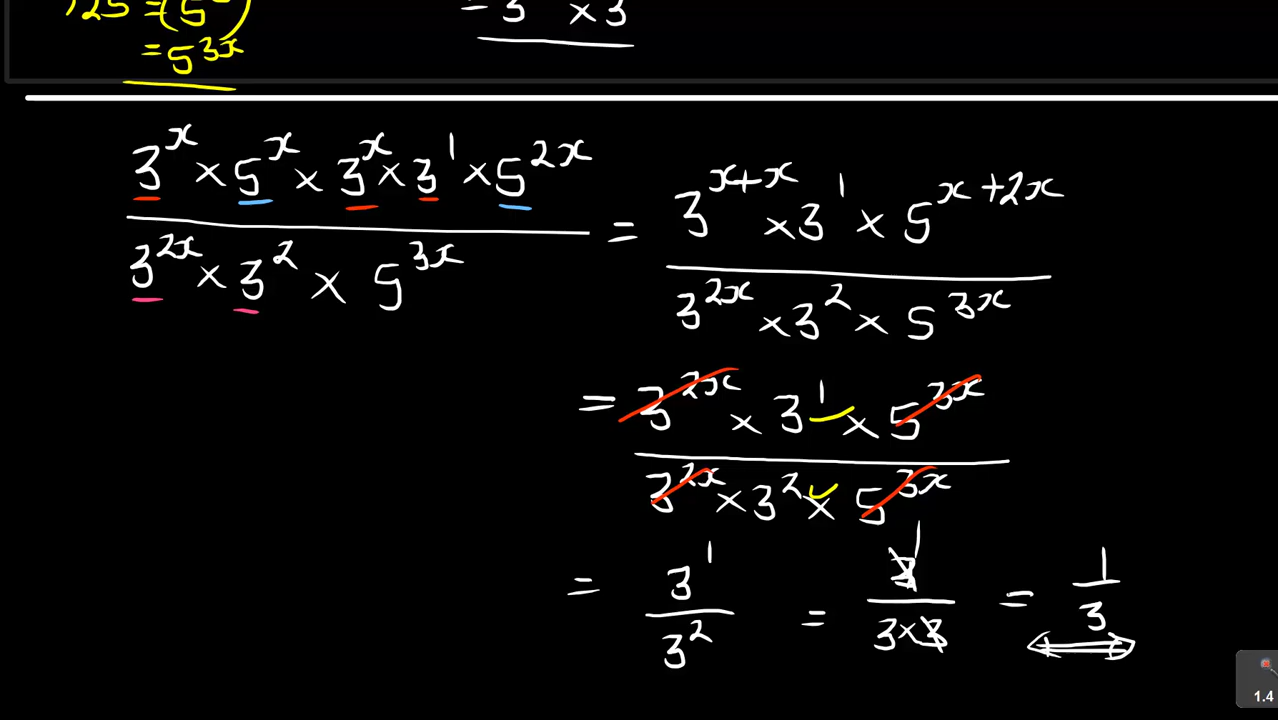 = 5^{3x}
3^x × 5^x × 3^x × 3^1 × 5^{2x}
3^{2x} × 3^2 × 5^{3x}
= 3^{x+x} × 3^1 × 5^{x+2x}
3^{2x} × 3^2 × 5^{3x}
= 3^{2x} × 3^1 × 5^{3x}
3^{2x} × 3^2 × 5^{3x}
= 3^1 / 3^2 = 3 1 / 3×3 = 1 / 3
1.4